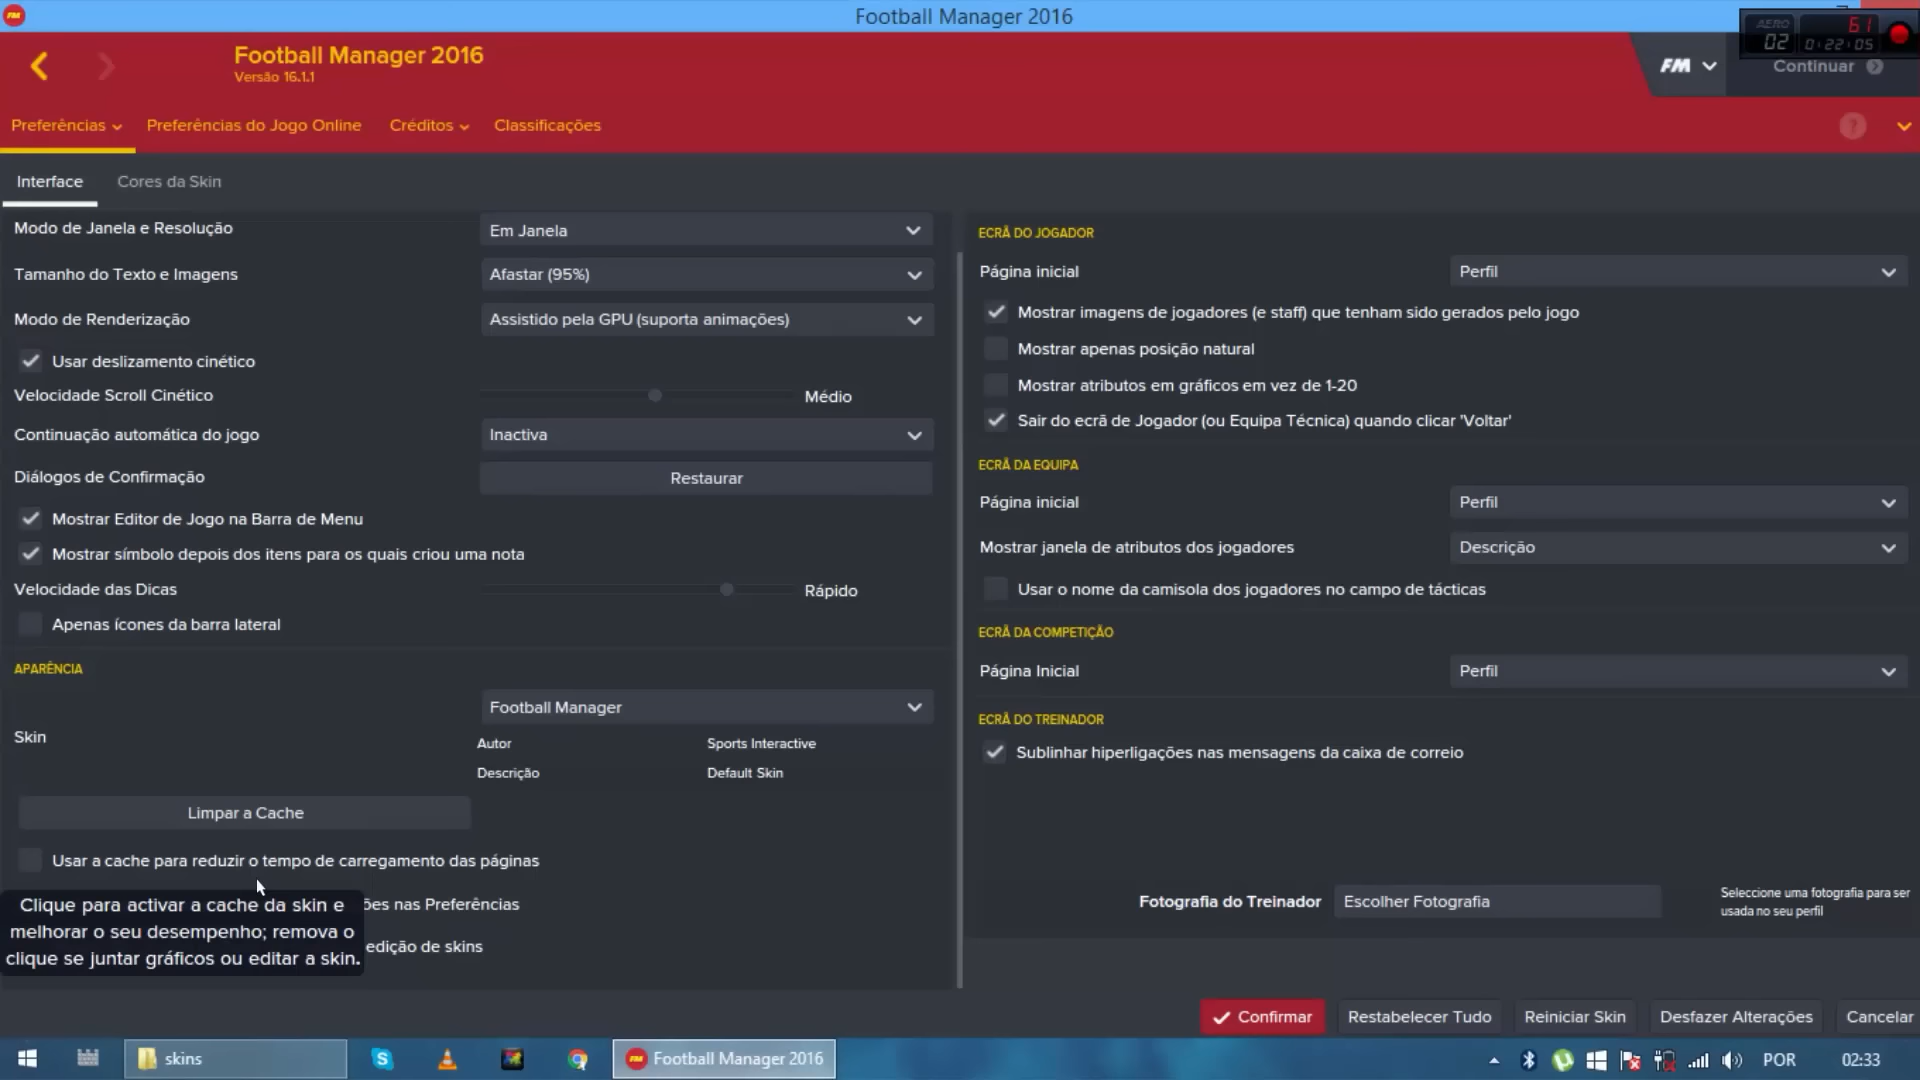 Football Manager 2016
AERO
02
61
0:22:05
Football Manager 2016
Versão 16.1.1
FM
Continuar
Preferências
Preferências do Jogo Online
Créditos
Classificações
?
Interface
Cores da Skin
Modo de Janela e Resolução
Em Janela
Tamanho do Texto e Imagens
Afastar (95%)
Modo de Renderização
Assistido pela GPU (suporta animações)
Usar deslizamento cinético
Velocidade Scroll Cinético
Médio
Continuação automática do jogo
Inactiva
Diálogos de Confirmação
Restaurar
Mostrar Editor de Jogo na Barra de Menu
Mostrar símbolo depois dos itens para os quais criou uma nota
Velocidade das Dicas
Rápido
Apenas ícones da barra lateral
APARÊNCIA
Football Manager
Skin
Autor
Sports Interactive
Descrição
Default Skin
Limpar a Cache
Usar a cache para reduzir o tempo de carregamento das páginas
Clique para activar a cache da skin e
melhorar o seu desempenho; remova o
clique se juntar gráficos ou editar a skin.
ões nas Preferências
edição de skins
ECRÃ DO JOGADOR
Página inicial
Perfil
Mostrar imagens de jogadores (e staff) que tenham sido gerados pelo jogo
Mostrar apenas posição natural
Mostrar atributos em gráficos em vez de 1-20
Sair do ecrã de Jogador (ou Equipa Técnica) quando clicar 'Voltar'
ECRÃ DA EQUIPA
Página inicial
Perfil
Mostrar janela de atributos dos jogadores
Descrição
Usar o nome da camisola dos jogadores no campo de tácticas
ECRÃ DA COMPETIÇÃO
Página Inicial
Perfil
ECRÃ DO TREINADOR
Sublinhar hiperligações nas mensagens da caixa de correio
Fotografia do Treinador
Escolher Fotografia
Seleccione uma fotografia para ser
usada no seu perfil
Confirmar
Restabelecer Tudo
Reiniciar Skin
Desfazer Alterações
Cancelar
skins
Football Manager 2016
POR
02:33